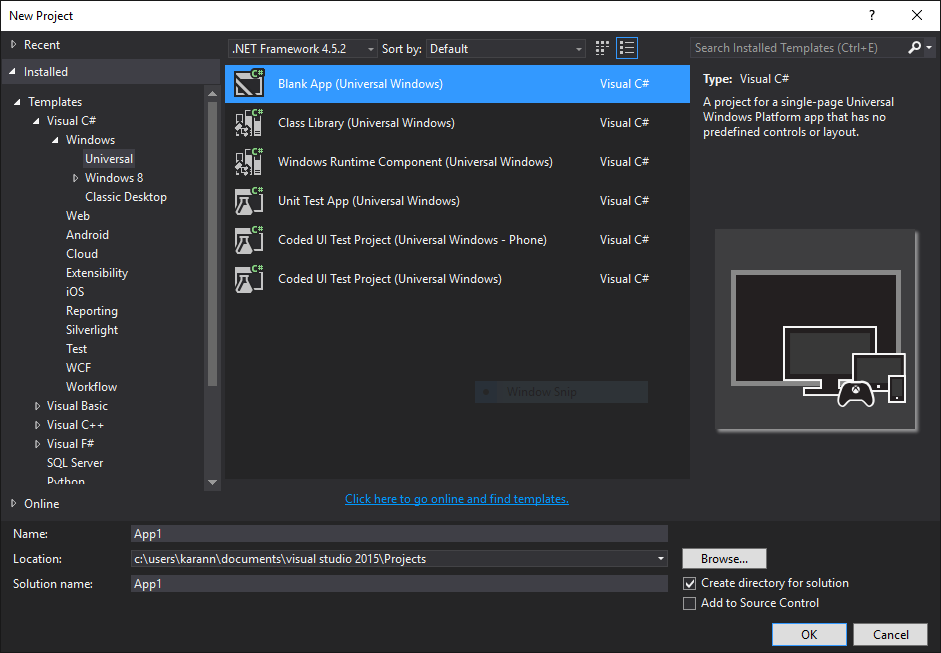 New Project
?
Recent
.NET Framework 4.5.2
Sort by:
Default
Search Installed Templates (Ctrl+E)
Installed
Templates
Visual C#
Windows
Universal
Windows 8
Classic Desktop
Web
Android
Cloud
Extensibility
iOS
Reporting
Silverlight
Test
WCF
Workflow
Visual Basic
Visual C++
Visual F#
SQL Server
Python
Online
C# Blank App (Universal Windows) Visual C#
C# Class Library (Universal Windows) Visual C#
C# Windows Runtime Component (Universal Windows) Visual C#
C# Unit Test App (Universal Windows) Visual C#
C# Coded UI Test Project (Universal Windows - Phone) Visual C#
C# Coded UI Test Project (Universal Windows) Visual C#
Window Snip
Click here to go online and find templates.
Type: Visual C#
A project for a single-page Universal
Windows Platform app that has no
predefined controls or layout.
Name: App1
Location: c:\users\karann\documents\visual studio 2015\Projects
Browse...
Solution name: App1
Create directory for solution
Add to Source Control
OK
Cancel